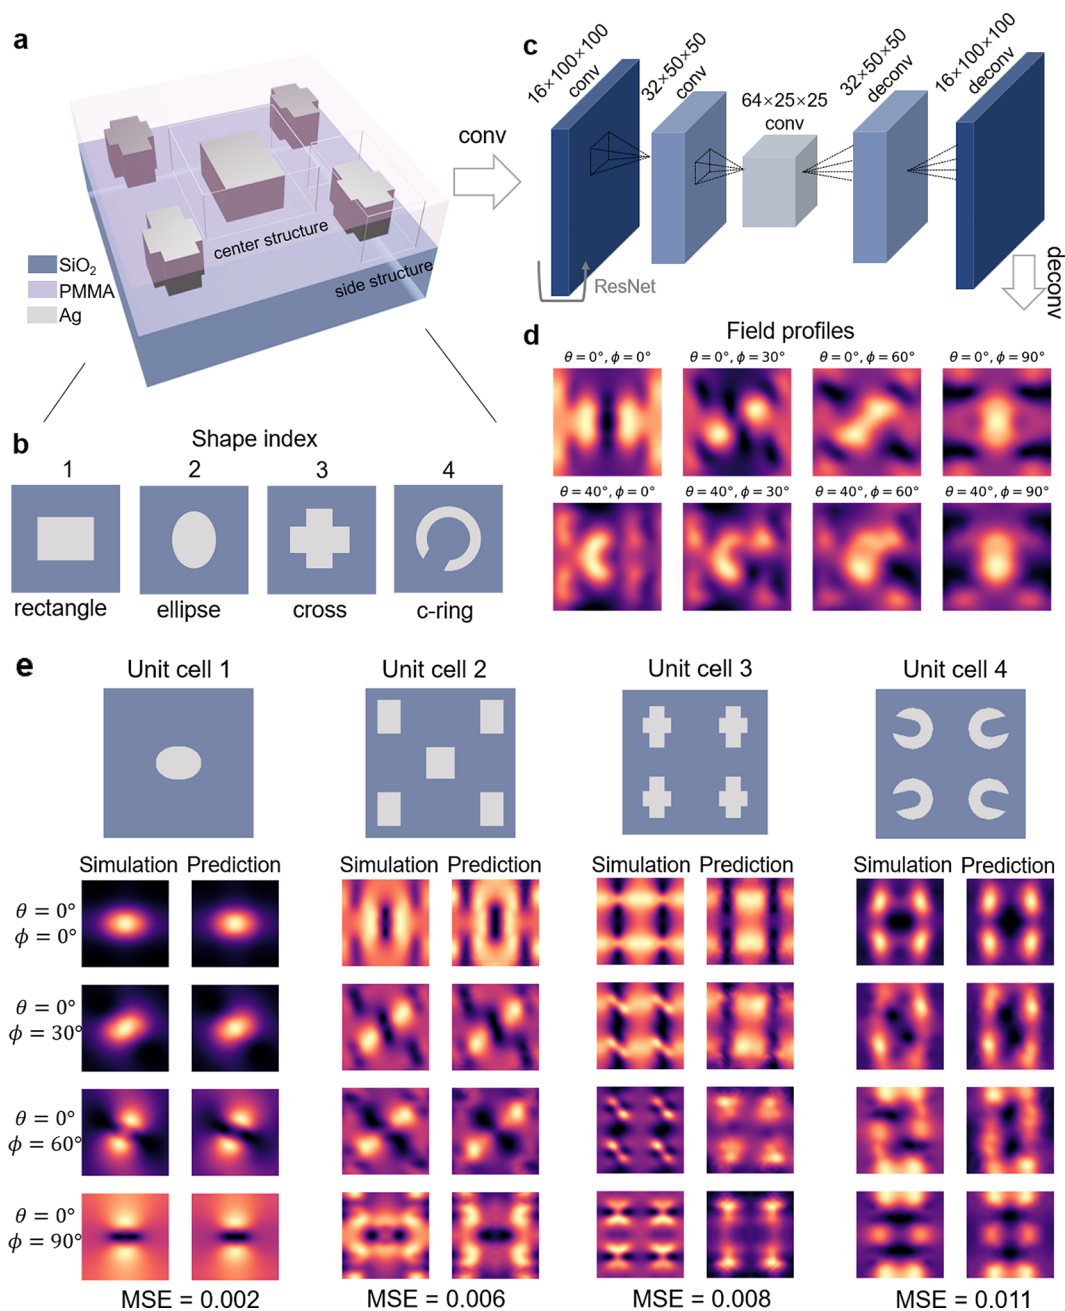 a
center structure
side structure
SiO₂
PMMA
Ag
conv
c
16×100×100
conv
32×50×50
conv
64×25×25
conv
32×50×50
deconv
16×100×100
deconv
ResNet
deconv
b
Shape index
1
2
3
4
rectangle
ellipse
cross
c-ring
d
Field profiles
θ=0°,ϕ=0°
θ=0°,ϕ=30°
θ=0°,ϕ=60°
θ=0°,ϕ=90°
θ=40°,ϕ=0°
θ=40°,ϕ=30°
θ=40°,ϕ=60°
θ=40°,ϕ=90°
e
Unit cell 1
Unit cell 2
Unit cell 3
Unit cell 4
Simulation Prediction
Simulation Prediction
Simulation Prediction
Simulation Prediction
θ = 0°
ϕ = 0°
θ = 0°
ϕ = 30°
θ = 0°
ϕ = 60°
θ = 0°
ϕ = 90°
MSE = 0.002
MSE = 0.006
MSE = 0.008
MSE = 0.011